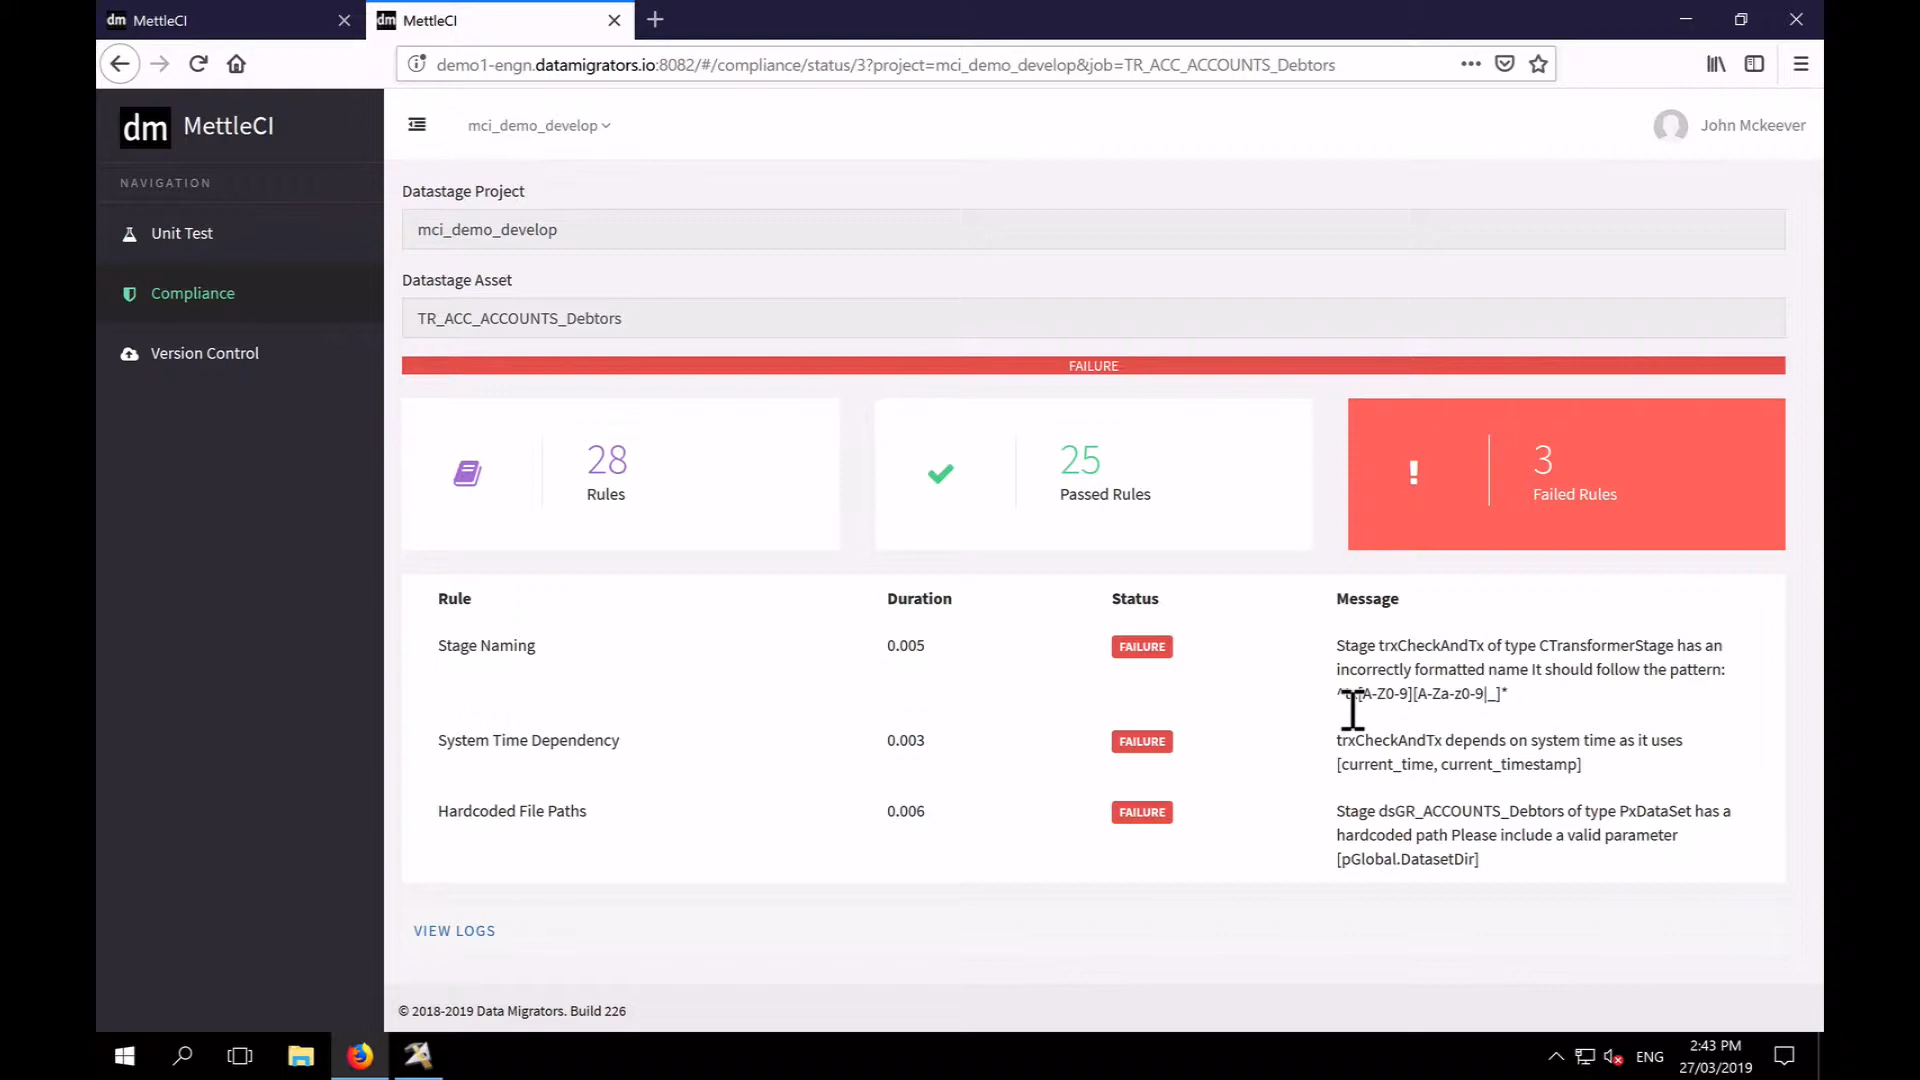 dm MettleCI
dm MettleCI
demo1-engn.datamigrators.io:8082/#/compliance/status/3?project=mci_demo_develop&job=TR_ACC_ACCOUNTS_Debtors
dm MettleCI
mci_demo_develop
John Mckeever
NAVIGATION
Unit Test
Compliance
Version Control
Datastage Project
mci_demo_develop
Datastage Asset
TR_ACC_ACCOUNTS_Debtors
FAILURE
28
Rules
25
Passed Rules
3
Failed Rules
Rule Duration Status Message
Stage Naming 0.005 FAILURE Stage trxCheckAndTx of type CTransformerStage has an
incorrectly formatted name It should follow the pattern:
[A-Z0-9][A-Za-z0-9|_]*
System Time Dependency 0.003 FAILURE trxCheckAndTx depends on system time as it uses
[current_time, current_timestamp]
Hardcoded File Paths 0.006 FAILURE Stage dsGR_ACCOUNTS_Debtors of type PxDataSet has a
hardcoded path Please include a valid parameter
[pGlobal.DatasetDir]
VIEW LOGS
© 2018-2019 Data Migrators. Build 226
ENG
2:43 PM
27/03/2019